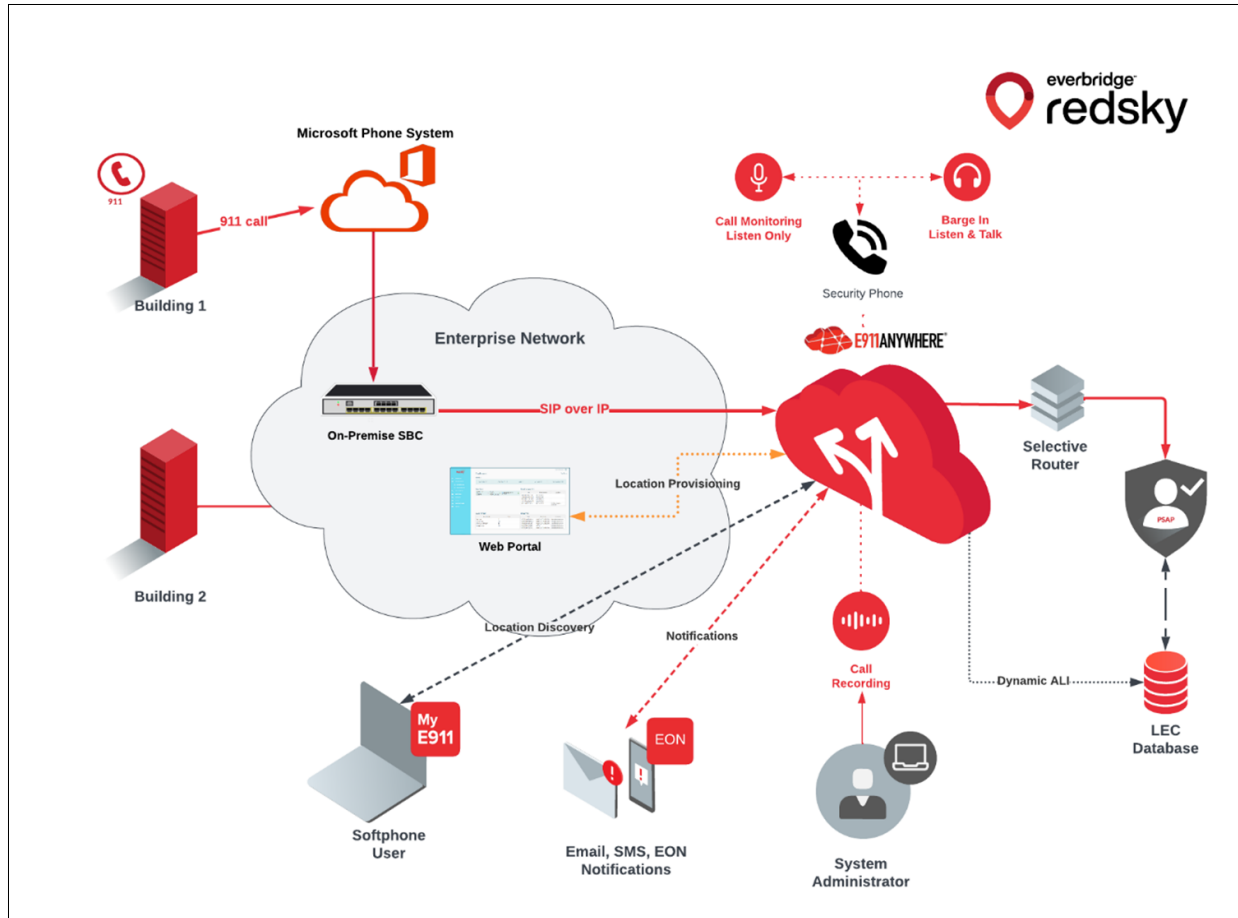 everbridge
redsky
Microsoft Phone System
911
911 call
Building 1
Call Monitoring
Listen Only
Barge In
Listen & Talk
Security Phone
E911ANYWHERE®
Enterprise Network
On-Premise SBC
SIP over IP
Selective
Router
Location Provisioning
Web Portal
PSAP
Building 2
Location Discovery
Notifications
Call
Recording
Dynamic ALI
My
E911
EON
LEC
Database
Softphone
User
Email, SMS, EON
Notifications
System
Administrator